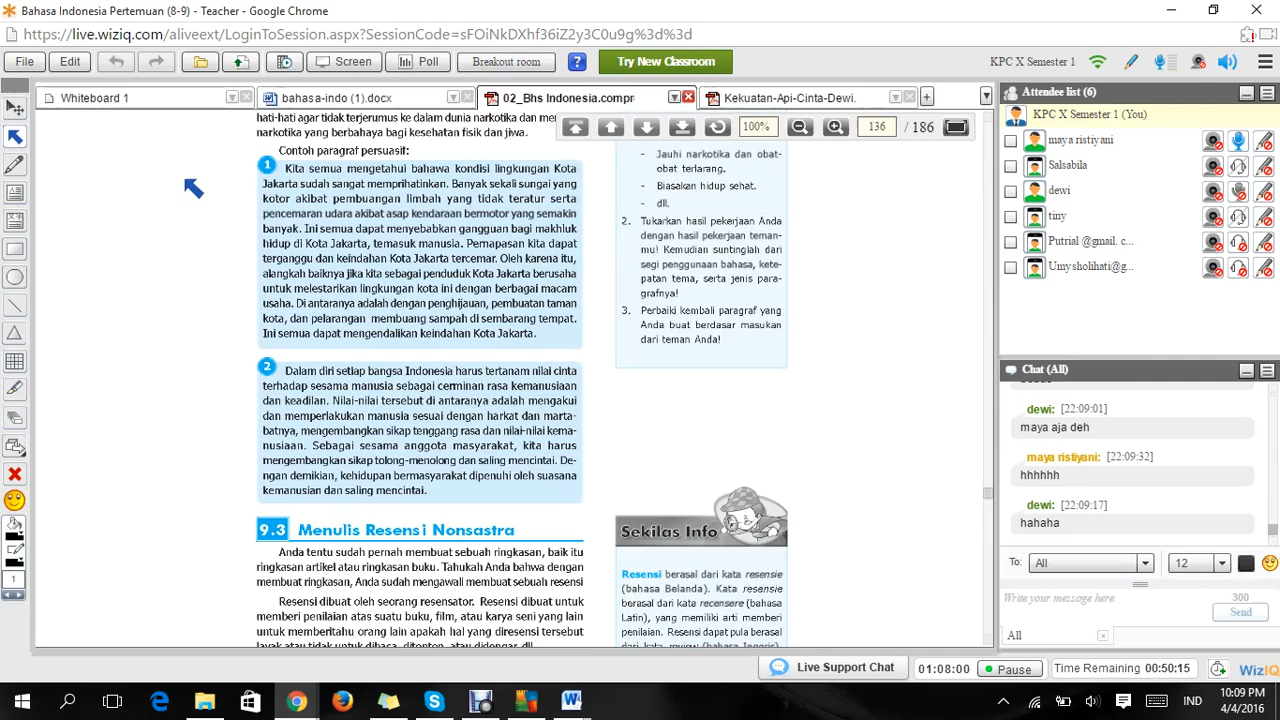 Bahasa Indonesia Pertemuan (8-9) - Teacher - Google Chrome
https://live.wiziq.com/aliveext/LoginToSession.aspx?SessionCode=sFOiNkDXhf36iZ2y3C0u9g%3d%3d
File Edit Screen Poll Breakout room ? Try New Classroom KPC X Semester 1
Whiteboard 1 bahasa-indo (1).docx 02_Bhs Indonesia.compre Kekuatan-Api-Cinta-Dewi.
100% 136 / 186
hati-hati agar tidak terjerumus ke dalam dunia narkotika dan
narkotika yang berbahaya bagi kesehatan fisik dan jiwa.
Contoh paragraf persuasif:
1 Kita semua mengetahui bahawa kondisi lingkungan Kota
Jakarta sudah sangat memprihatinkan. Banyak sekali sungai yang
kotor akibat pembuangan limbah yang tidak teratur serta
pencemaran udara akibat asap kendaraan bermotor yang semakin
banyak. Ini semua dapat menyebabkan gangguan bagi makhluk
hidup di Kota Jakarta, temasuk manusia. Pernapasan kita dapat
terganggu dan keindahan Kota Jakarta tercemar. Oleh karena itu,
alangkah baiknya jika kita sebagai penduduk Kota Jakarta berusaha
untuk melestarikan lingkungan kota ini dengan berbagai macam
usaha. Di antaranya adalah dengan penghijauan, pembuatan taman
kota, dan pelarangan membuang sampah di sembarang tempat.
Ini semua dapat mengendalikan keindahan Kota Jakarta.
2 Dalam diri setiap bangsa Indonesia harus tertanam nilai cinta
terhadap sesama manusia sebagai cerminan rasa kemanusiaan
dan keadilan. Nilai-nilai tersebut di antaranya adalah mengakui
dan memperlakukan manusia sesuai dengan harkat dan marta-
batnya, mengembangkan sikap tenggang rasa dan nilai-nilai kema-
nusiaan. Sebagai sesama anggota masyarakat, kita harus
mengembangkan sikap tolong-menolong dan saling mencintai. De-
ngan demikian, kehidupan bermasyarakat dipenuhi oleh suasana
kemanusian dan saling mencintai.
9.3 Menulis Resensi Nonsastra
Anda tentu sudah pernah membuat sebuah ringkasan, baik itu
ringkasan artikel atau ringkasan buku. Tahukah Anda bahwa dengan
membuat ringkasan, Anda sudah mengawali membuat sebuah resensi
Resensi dibuat oleh seorang resensator. Resensi dibuat untuk
memberi penilaian atas suatu buku, film, atau karya seni yang lain
untuk memberitahu orang lain apakah hal yang diresensi tersebut
layak atau tidak untuk dibaca, ditonton, atau didengar, dll.
- Jauhi narkotika dan obat-
obat terlarang.
- Biasakan hidup sehat.
- dll.
2. Tukarkan hasil pekerjaan Anda
dengan hasil pekerjaan teman-
mu! Kemudian suntinglah dari
segi penggunaan bahasa, kete-
patan tema, serta jenis para-
grafnya!
3. Perbaiki kembali paragraf yang
Anda buat berdasar masukan
dari teman Anda!
Sekilas Info
Resensi berasal dari kata resensie
(bahasa Belanda). Kata resensie
berasal dari kata recensere (bahasa
Latin), yang memiliki arti memberi
penilaian. Resensi dapat pula berasal
dari kata review (bahasa Inggris),
Attendee list (6)
KPC X Semester 1 (You)
maya ristiyani
Salsabila
dewi
tiny
Putrial @gmail. c...
Umysholihati@g...
Chat (All)
dewi: [22:09:01]
maya aja deh
maya ristiyani: [22:09:32]
hhhhhh
dewi: [22:09:17]
hahaha
To: All 12
Write your message here. 300
Send
All
1
Live Support Chat 01:08:00 Pause Time Remaining 00:50:15 WizIQ
IND 10:09 PM
4/4/2016